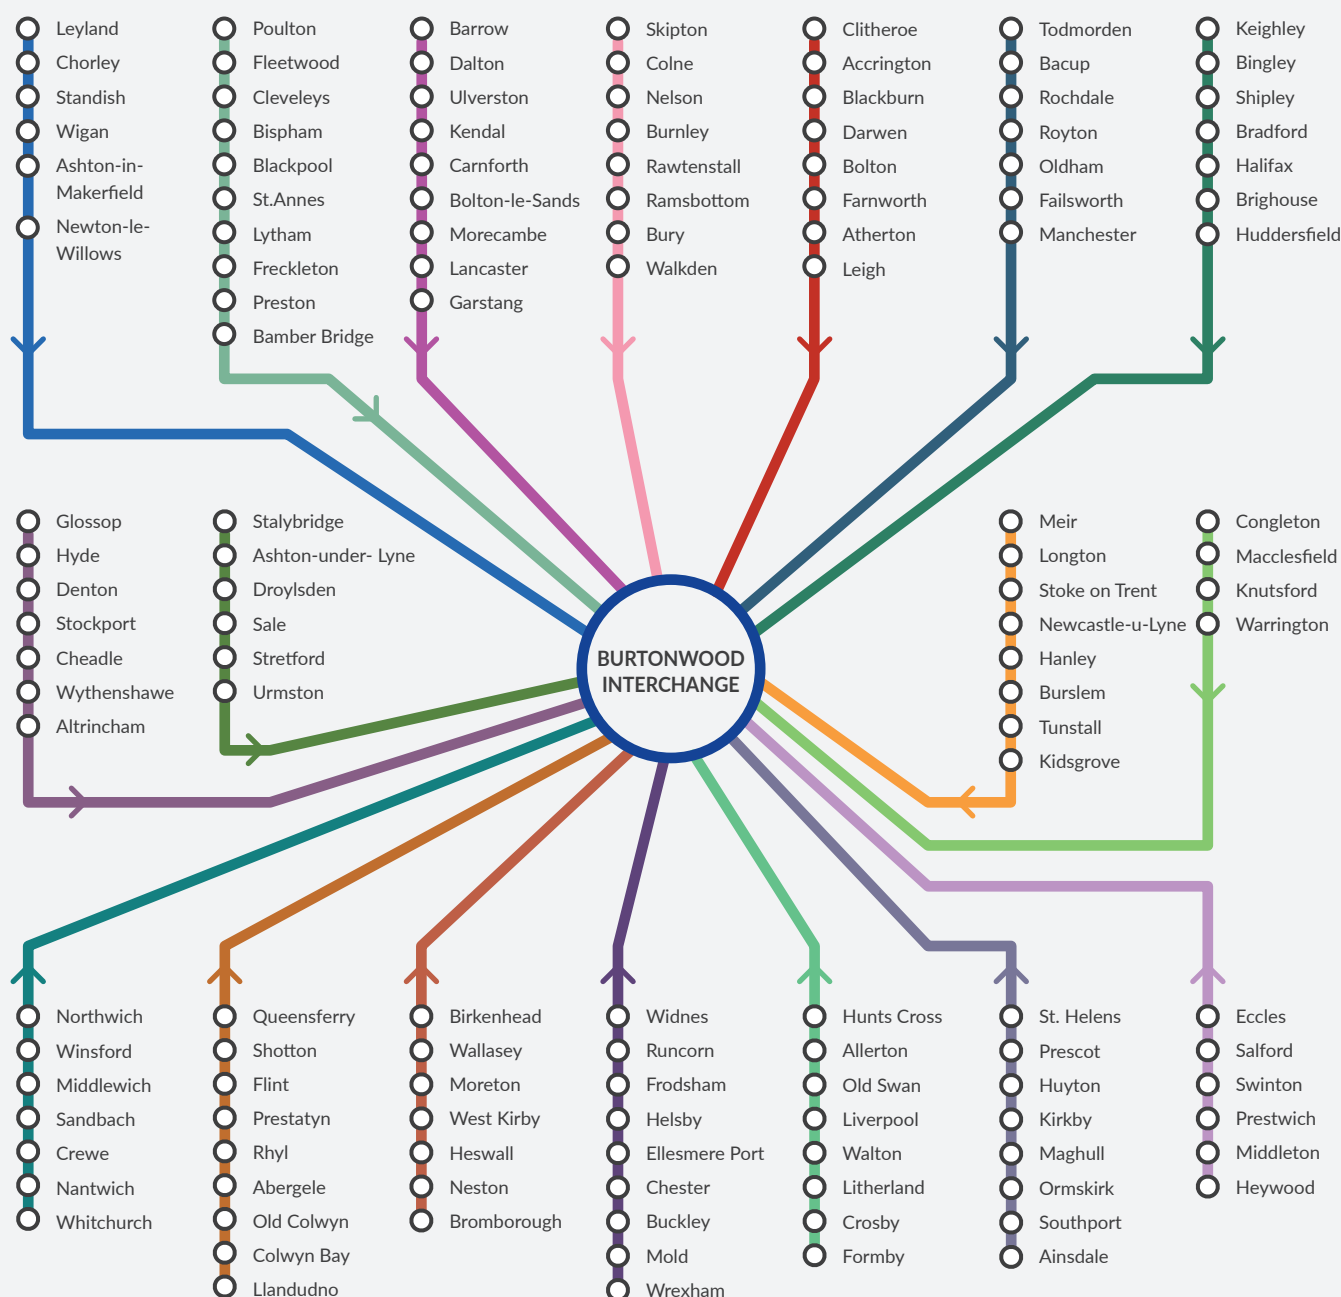 Leyland
Chorley
Standish
Wigan
Ashton-in-
Makerfield
Newton-le-
Willows
Poulton
Fleetwood
Cleveleys
Bispham
Blackpool
St.Annes
Lytham
Freckleton
Preston
Bamber Bridge
Barrow
Dalton
Ulverston
Kendal
Carnforth
Bolton-le-Sands
Morecambe
Lancaster
Garstang
Skipton
Colne
Nelson
Burnley
Rawtenstall
Ramsbottom
Bury
Walkden
Clitheroe
Accrington
Blackburn
Darwen
Bolton
Farnworth
Atherton
Leigh
Todmorden
Bacup
Rochdale
Royton
Oldham
Failsworth
Manchester
Keighley
Bingley
Shipley
Bradford
Halifax
Brighouse
Huddersfield
Glossop
Hyde
Denton
Stockport
Cheadle
Wythenshawe
Altrincham
Stalybridge
Ashton-under- Lyne
Droylsden
Sale
Stretford
Urmston
BURTONWOOD
INTERCHANGE
Meir
Longton
Stoke on Trent
Newcastle-u-Lyne
Hanley
Burslem
Tunstall
Kidsgrove
Congleton
Macclesfield
Knutsford
Warrington
Northwich
Winsford
Middlewich
Sandbach
Crewe
Nantwich
Whitchurch
Queensferry
Shotton
Flint
Prestatyn
Rhyl
Abergele
Old Colwyn
Colwyn Bay
Llandudno
Birkenhead
Wallasey
Moreton
West Kirby
Heswall
Neston
Bromborough
Widnes
Runcorn
Frodsham
Helsby
Ellesmere Port
Chester
Buckley
Mold
Wrexham
Hunts Cross
Allerton
Old Swan
Liverpool
Walton
Litherland
Crosby
Formby
St. Helens
Prescot
Huyton
Kirkby
Maghull
Ormskirk
Southport
Ainsdale
Eccles
Salford
Swinton
Prestwich
Middleton
Heywood